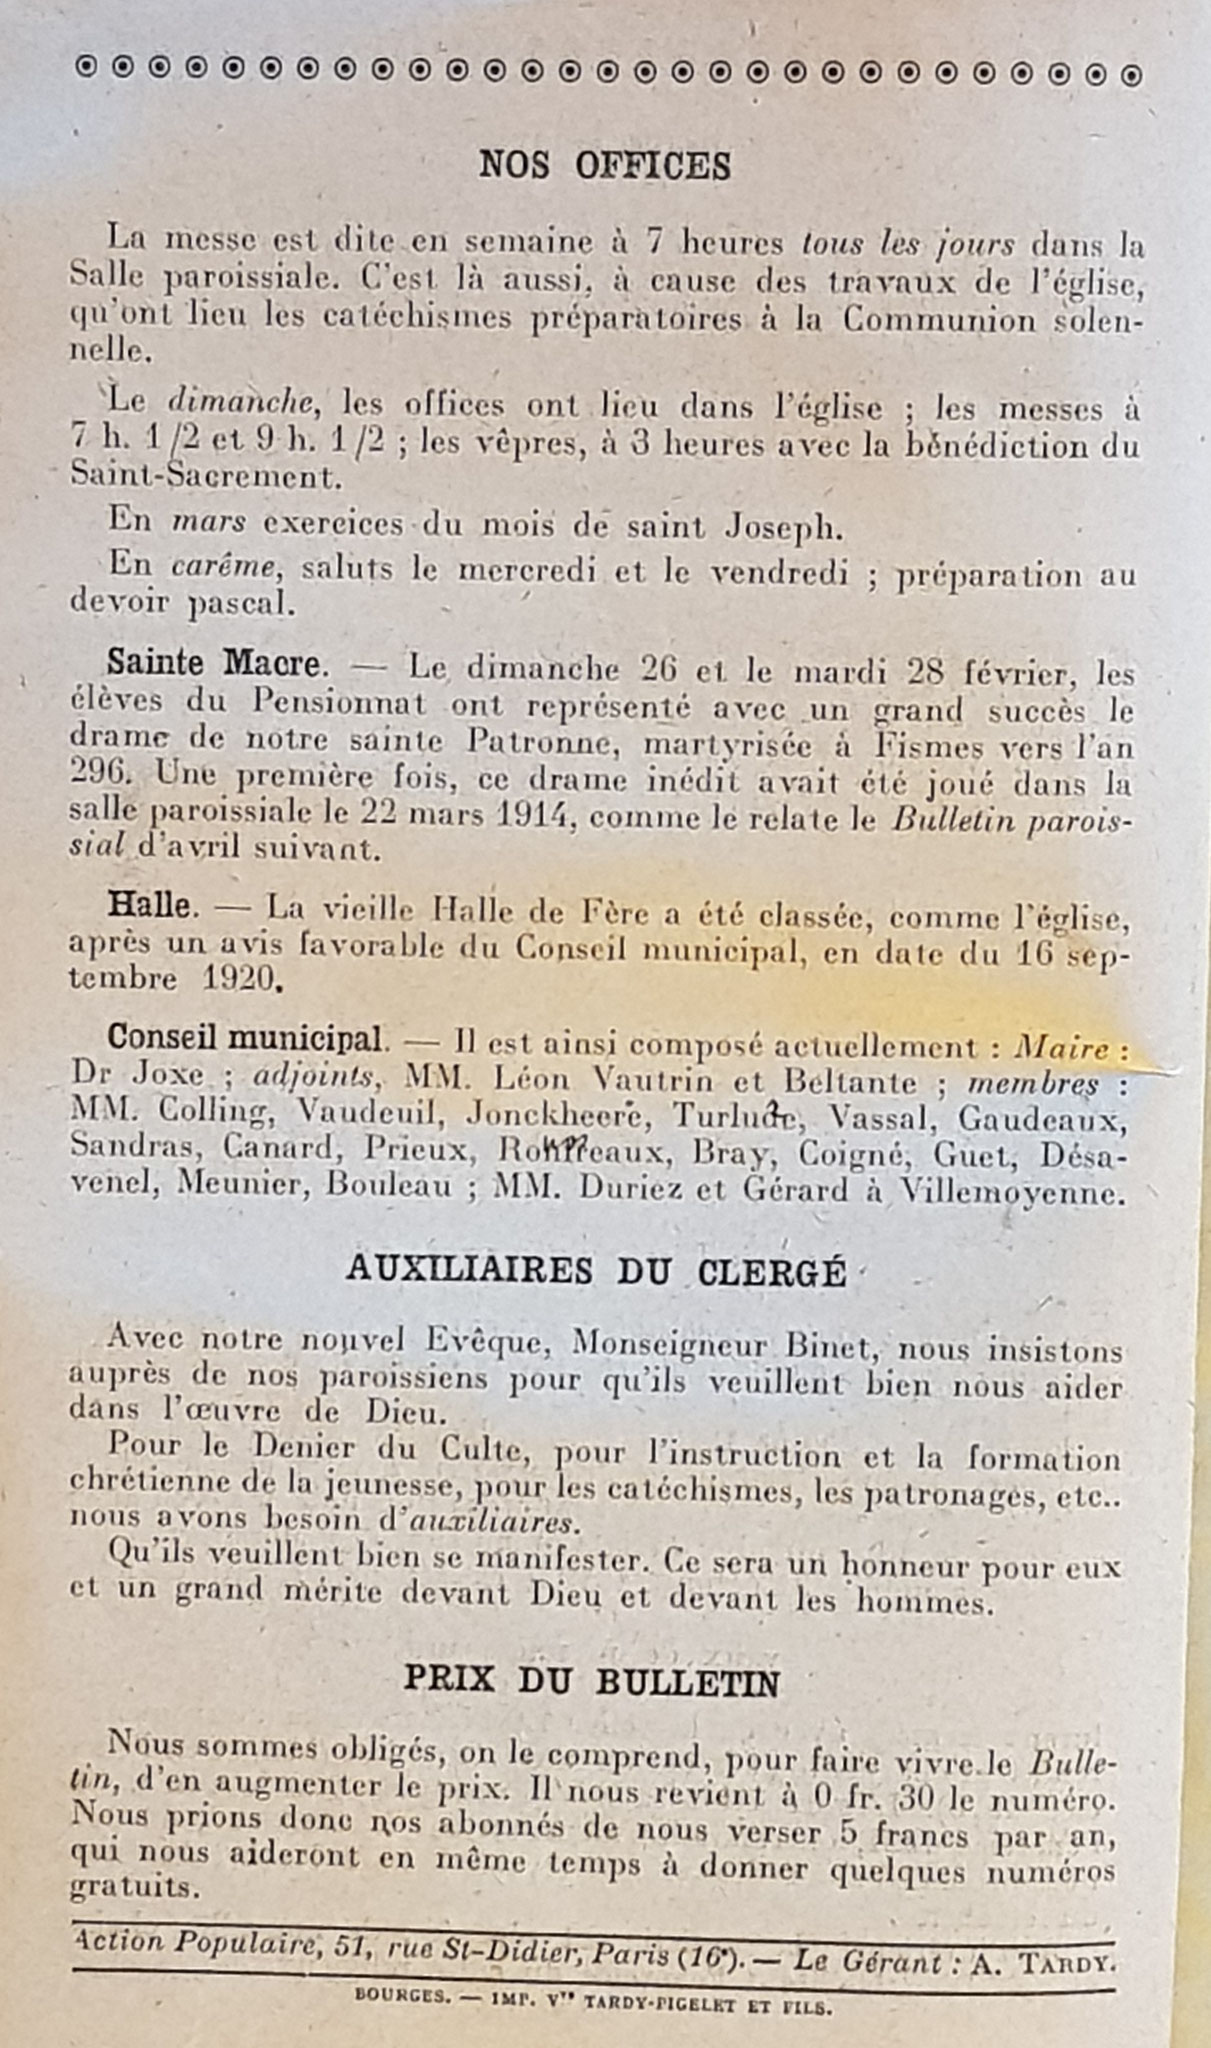 NOS OFFICES
La messe est dite en semaine à 7 heures tous les jours dans la
Salle paroissiale. C'est là aussi, à cause des travaux de l'église,
qu'ont lieu les catéchismes préparatoires à la Communion solen-
nelle.
Le dimanche, les offices ont lieu dans l'église ; les messes à
7 h. 1/2 et 9 h. 1/2 ; les vêpres, à 3 heures avec la bénédiction du
Saint-Sacrement.
En mars exercices du mois de saint Joseph.
En carême, saluts le mercredi et le vendredi ; préparation au
devoir pascal.
Sainte Macre. — Le dimanche 26 et le mardi 28 février, les
élèves du Pensionnat ont représenté avec un grand succès le
drame de notre sainte Patronne, martyrisée à Fismes vers l'an
296. Une première fois, ce drame inédit avait été joué dans la
salle paroissiale le 22 mars 1914, comme le relate le Bulletin parois-
sial d'avril suivant.
Halle. — La vieille Halle de Fère a été classée, comme l'église,
après un avis favorable du Conseil municipal, en date du 16 sep-
tembre 1920.
Conseil municipal. — Il est ainsi composé actuellement : Maire :
Dr Joxe ; adjoints, MM. Léon Vautrin et Beltante ; membres :
MM. Colling, Vaudeuil, Jonckheere, Vassal, Gaudeaux,
Sandras, Canard, Prieux, Bray, Coigné, Guet, Désa-
venel, Meunier, Bouleau ; MM. Duriez et Gérard à Villemoyenne.
AUXILIAIRES DU CLERGÉ
Avec notre nouvel Evêque, Monseigneur Binet, nous insistons
auprès de nos paroissiens pour qu'ils veuillent bien nous aider
dans l'œuvre de Dieu.
Pour le Denier du Culte, pour l'instruction et la formation
chrétienne de la jeunesse, pour les catéchismes, les patronages, etc..
nous avons besoin d'auxiliaires.
Qu'ils veuillent bien se manifester. Ce sera un honneur pour eux
et un grand mérite devant Dieu et devant les hommes.
PRIX DU BULLETIN
Nous sommes obligés, on le comprend, pour faire vivre le Bulle-
tin, d'en augmenter le prix. Il nous revient à 0 fr. 30 le numéro.
Nous prions donc nos abonnés de nous verser 5 francs par an,
qui nous aideront en même temps à donner quelques numéros
gratuits.
Action Populaire, 51, rue St-Didier, Paris (16e). — Le Gérant : A. TARDY.
BOURGES. — IMP. Vve TARDY-PIGELET ET FILS.